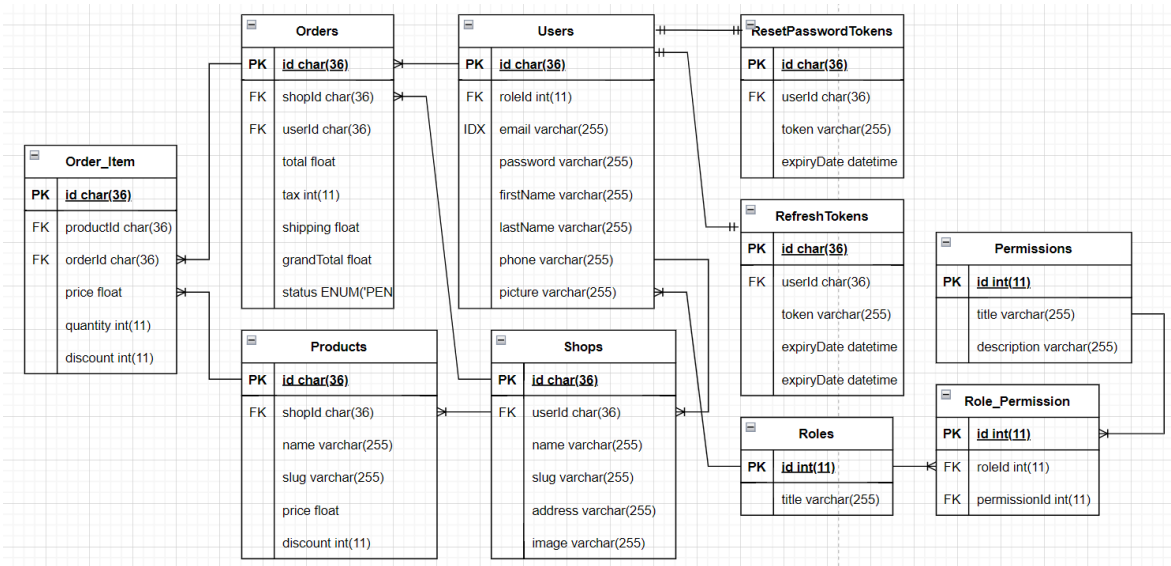 Orders
PK id char(36)
FK shopId char(36)
FK userId char(36)
total float
tax int(11)
shipping float
grandTotal float
status ENUM('PEN
Users
PK id char(36)
FK roleId int(11)
IDX email varchar(255)
password varchar(255)
firstName varchar(255)
lastName varchar(255)
phone varchar(255)
picture varchar(255)
ResetPasswordTokens
PK id char(36)
FK userId char(36)
token varchar(255)
expiryDate datetime
Order_Item
PK id char(36)
FK productId char(36)
FK orderId char(36)
price float
quantity int(11)
discount int(11)
RefreshTokens
PK id char(36)
FK userId char(36)
token varchar(255)
expiryDate datetime
expiryDate datetime
Permissions
PK id int(11)
title varchar(255)
description varchar(255)
Products
PK id char(36)
FK shopId char(36)
name varchar(255)
slug varchar(255)
price float
discount int(11)
Shops
PK id char(36)
FK userId char(36)
name varchar(255)
slug varchar(255)
address varchar(255)
image varchar(255)
Roles
PK id int(11)
title varchar(255)
Role_Permission
PK id int(11)
FK roleId int(11)
FK permissionId int(11)